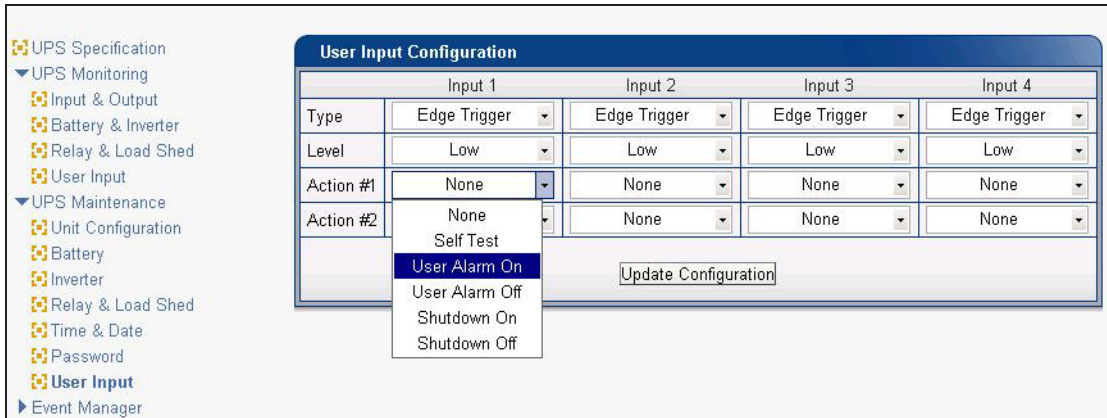 UPS Specification
UPS Monitoring
Input & Output
Battery & Inverter
Relay & Load Shed
User Input
UPS Maintenance
Unit Configuration
Battery
Inverter
Relay & Load Shed
Time & Date
Password
User Input
Event Manager
User Input Configuration
Input 1 Input 2 Input 3 Input 4
Type Edge Trigger Edge Trigger Edge Trigger Edge Trigger
Level Low Low Low Low
Action #1 None None None None
Action #2 None None None
None
Self Test
User Alarm On
User Alarm Off
Shutdown On
Shutdown Off
Update Configuration